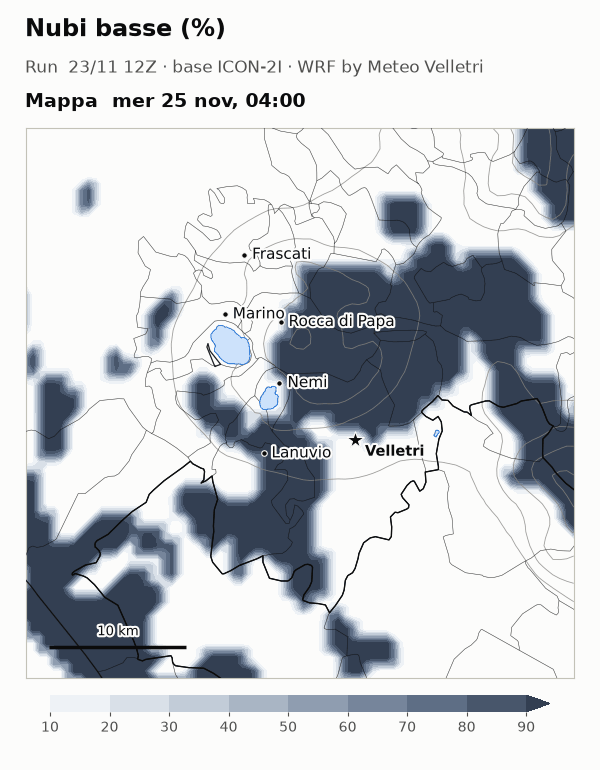 Nubi basse (%)
Run  23/11 12Z · base ICON-2I · WRF by Meteo Velletri
Mappa  mer 25 nov, 04:00
Frascati
Marino
Rocca di Papa
Nemi
Velletri
Lanuvio
10 km
10 20 30 40 50 60 70 80 90